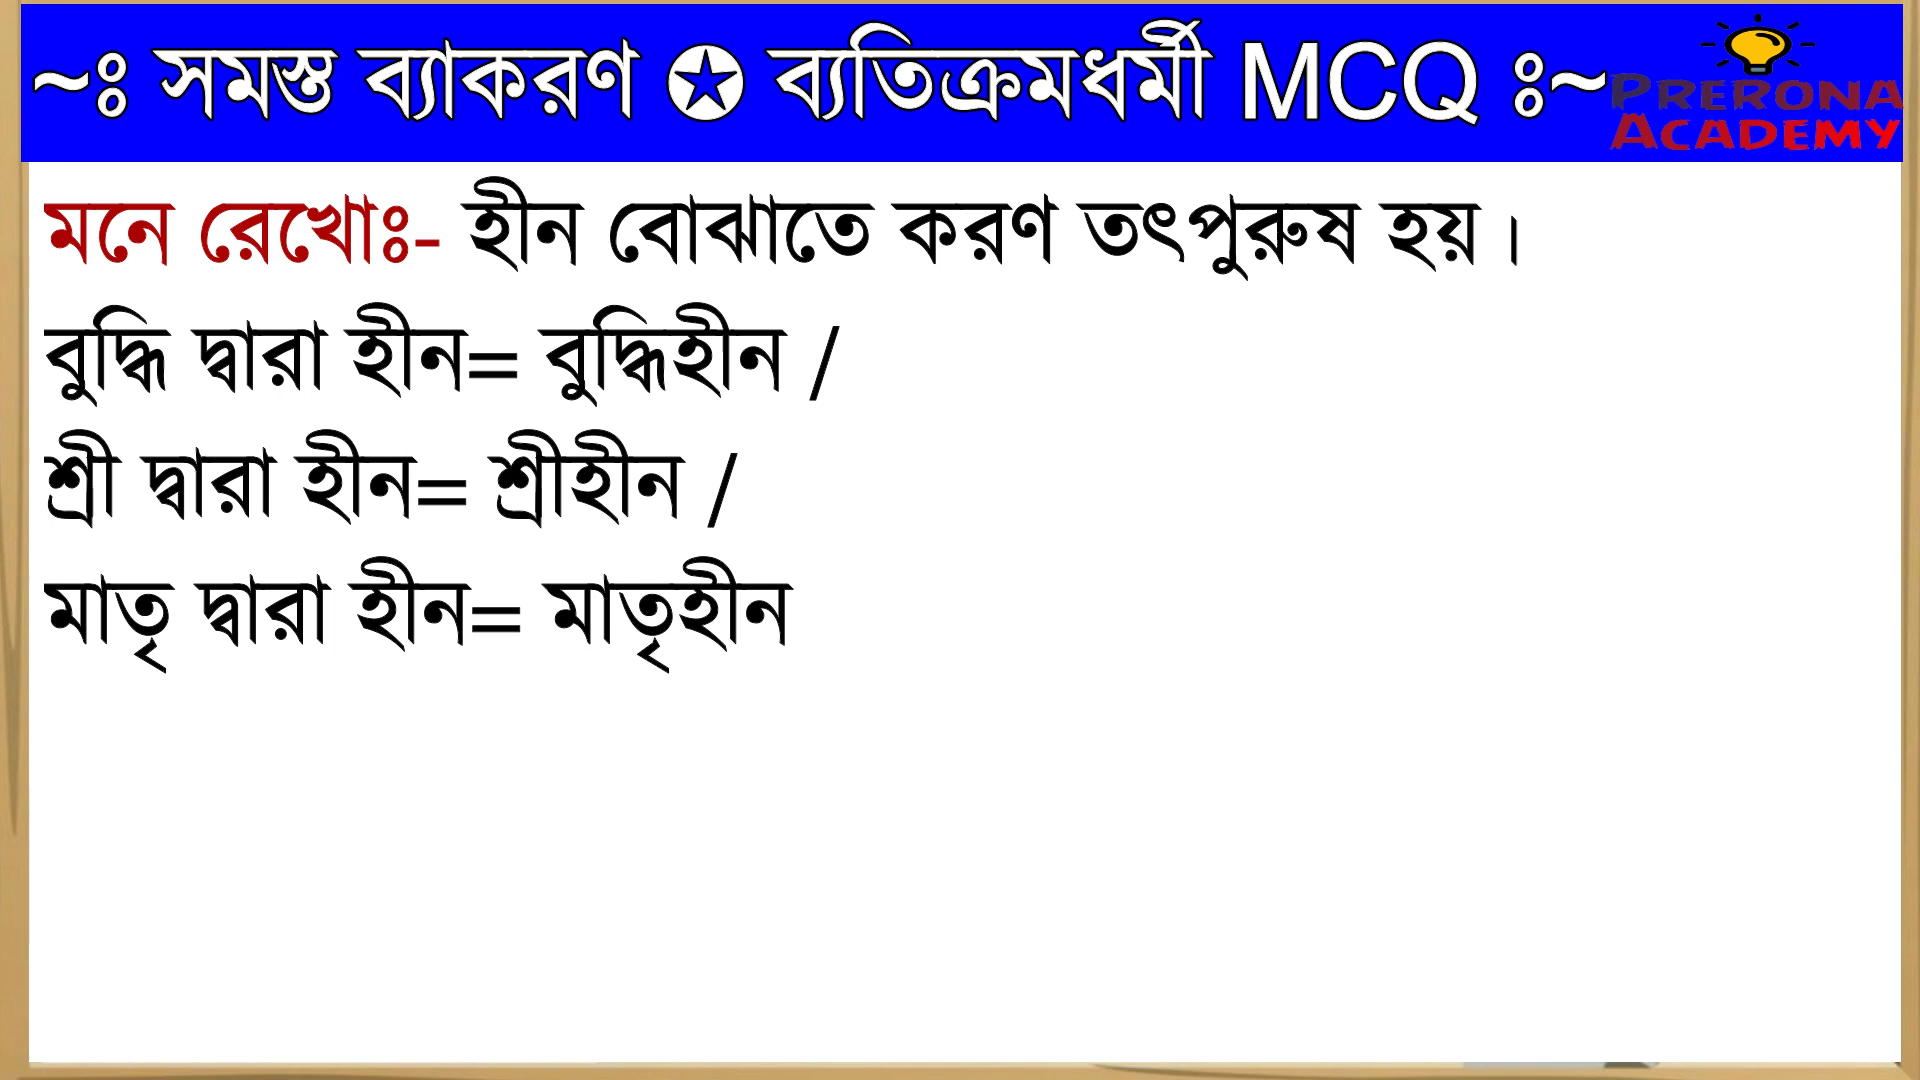 ~ঃ সমস্ত ব্যাকরণ ✪ ব্যতিক্রমধর্মী MCQ ঃ~
PRERONA
ACADEMY
মনে রেখোঃ- হীন বোঝাতে করণ তৎপুরুষ হয়।
বুদ্ধি দ্বারা হীন= বুদ্ধিহীন /
শ্রী দ্বারা হীন= শ্রীহীন /
মাতৃ দ্বারা হীন= মাতৃহীন